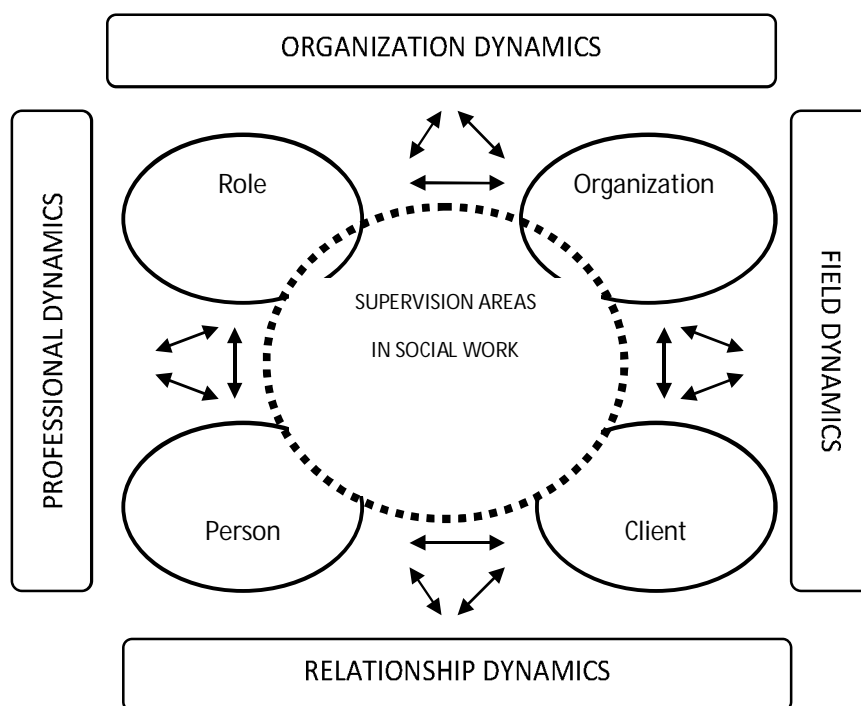 ORGANIZATION DYNAMICS
PROFESSIONAL DYNAMICS
Role
Organization
SUPERVISION AREAS
IN SOCIAL WORK
FIELD DYNAMICS
Person
Client
RELATIONSHIP DYNAMICS